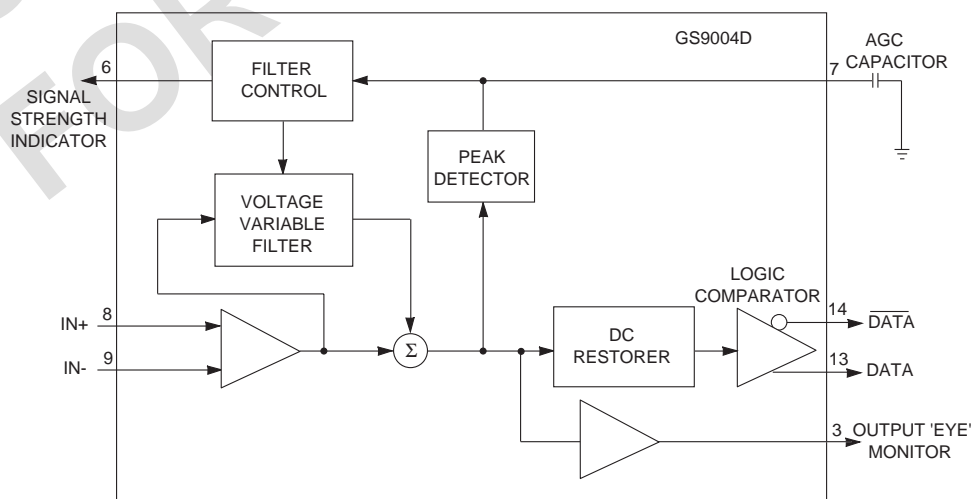 GS9004D
AGC
CAPACITOR
6
7
FILTER
CONTROL
SIGNAL
STRENGTH
INDICATOR
PEAK
DETECTOR
VOLTAGE
VARIABLE
FILTER
LOGIC
COMPARATOR
8
IN+
9
IN-
Σ
DC
RESTORER
14
DATA
13
DATA
3
OUTPUT 'EYE'
MONITOR
FOR